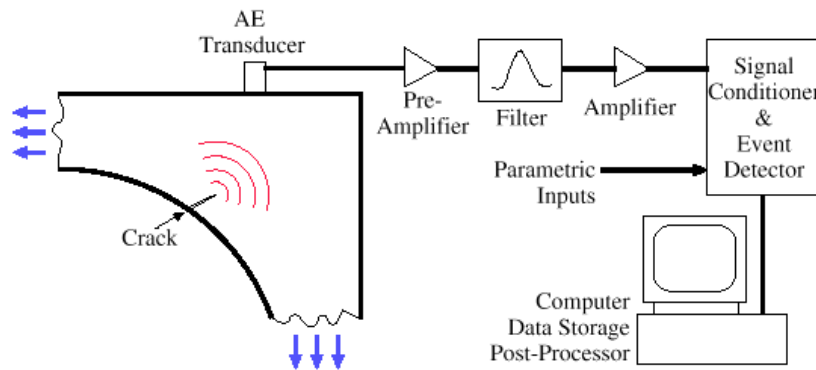 AE
Transducer
Pre-
Amplifier
Filter
Amplifier
Signal
Conditioner
&
Event
Detector
Parametric
Inputs
Crack
Computer
Data Storage
Post-Processor